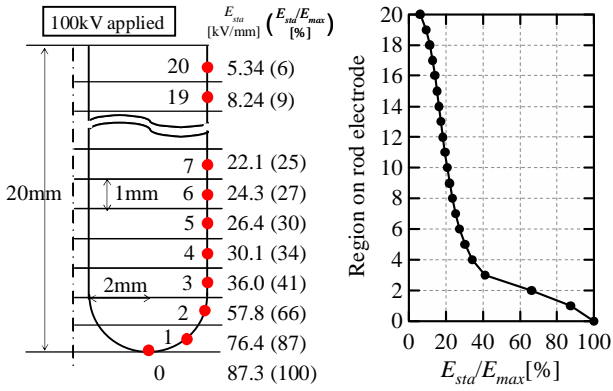 100kV applied
E_sta [kV/mm]
(E_sta/E_max [%])
20 5.34 (6)
19 8.24 (9)
7 22.1 (25)
20mm
1mm
6 24.3 (27)
5 26.4 (30)
4 30.1 (34)
2mm
3 36.0 (41)
2 57.8 (66)
1 76.4 (87)
0 87.3 (100)
Region on rod electrode
20
18
16
14
12
10
8
6
4
2
0
0 20 40 60 80 100
E_sta/E_max[%]